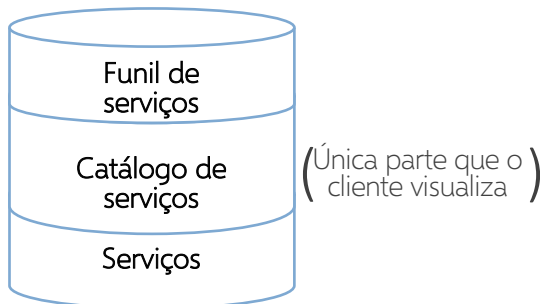 Funil de
serviços
Catálogo de
serviços
(Única parte que o
cliente visualiza)
Serviços